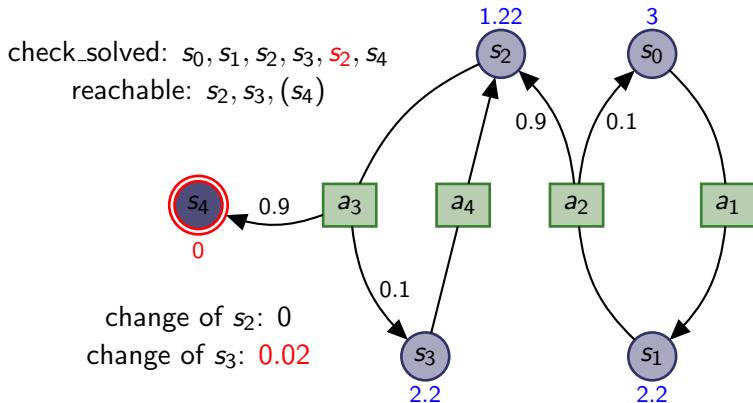 1.22
3
check_solved: s₀, s₁, s₂, s₃, s₂, s₄
reachable: s₂, s₃, (s₄)
s₂
s₀
0.9
0.1
s₄
0.9
a₃
a₄
a₂
a₁
0
0.1
change of s₂: 0
change of s₃: 0.02
s₃
s₁
2.2
2.2